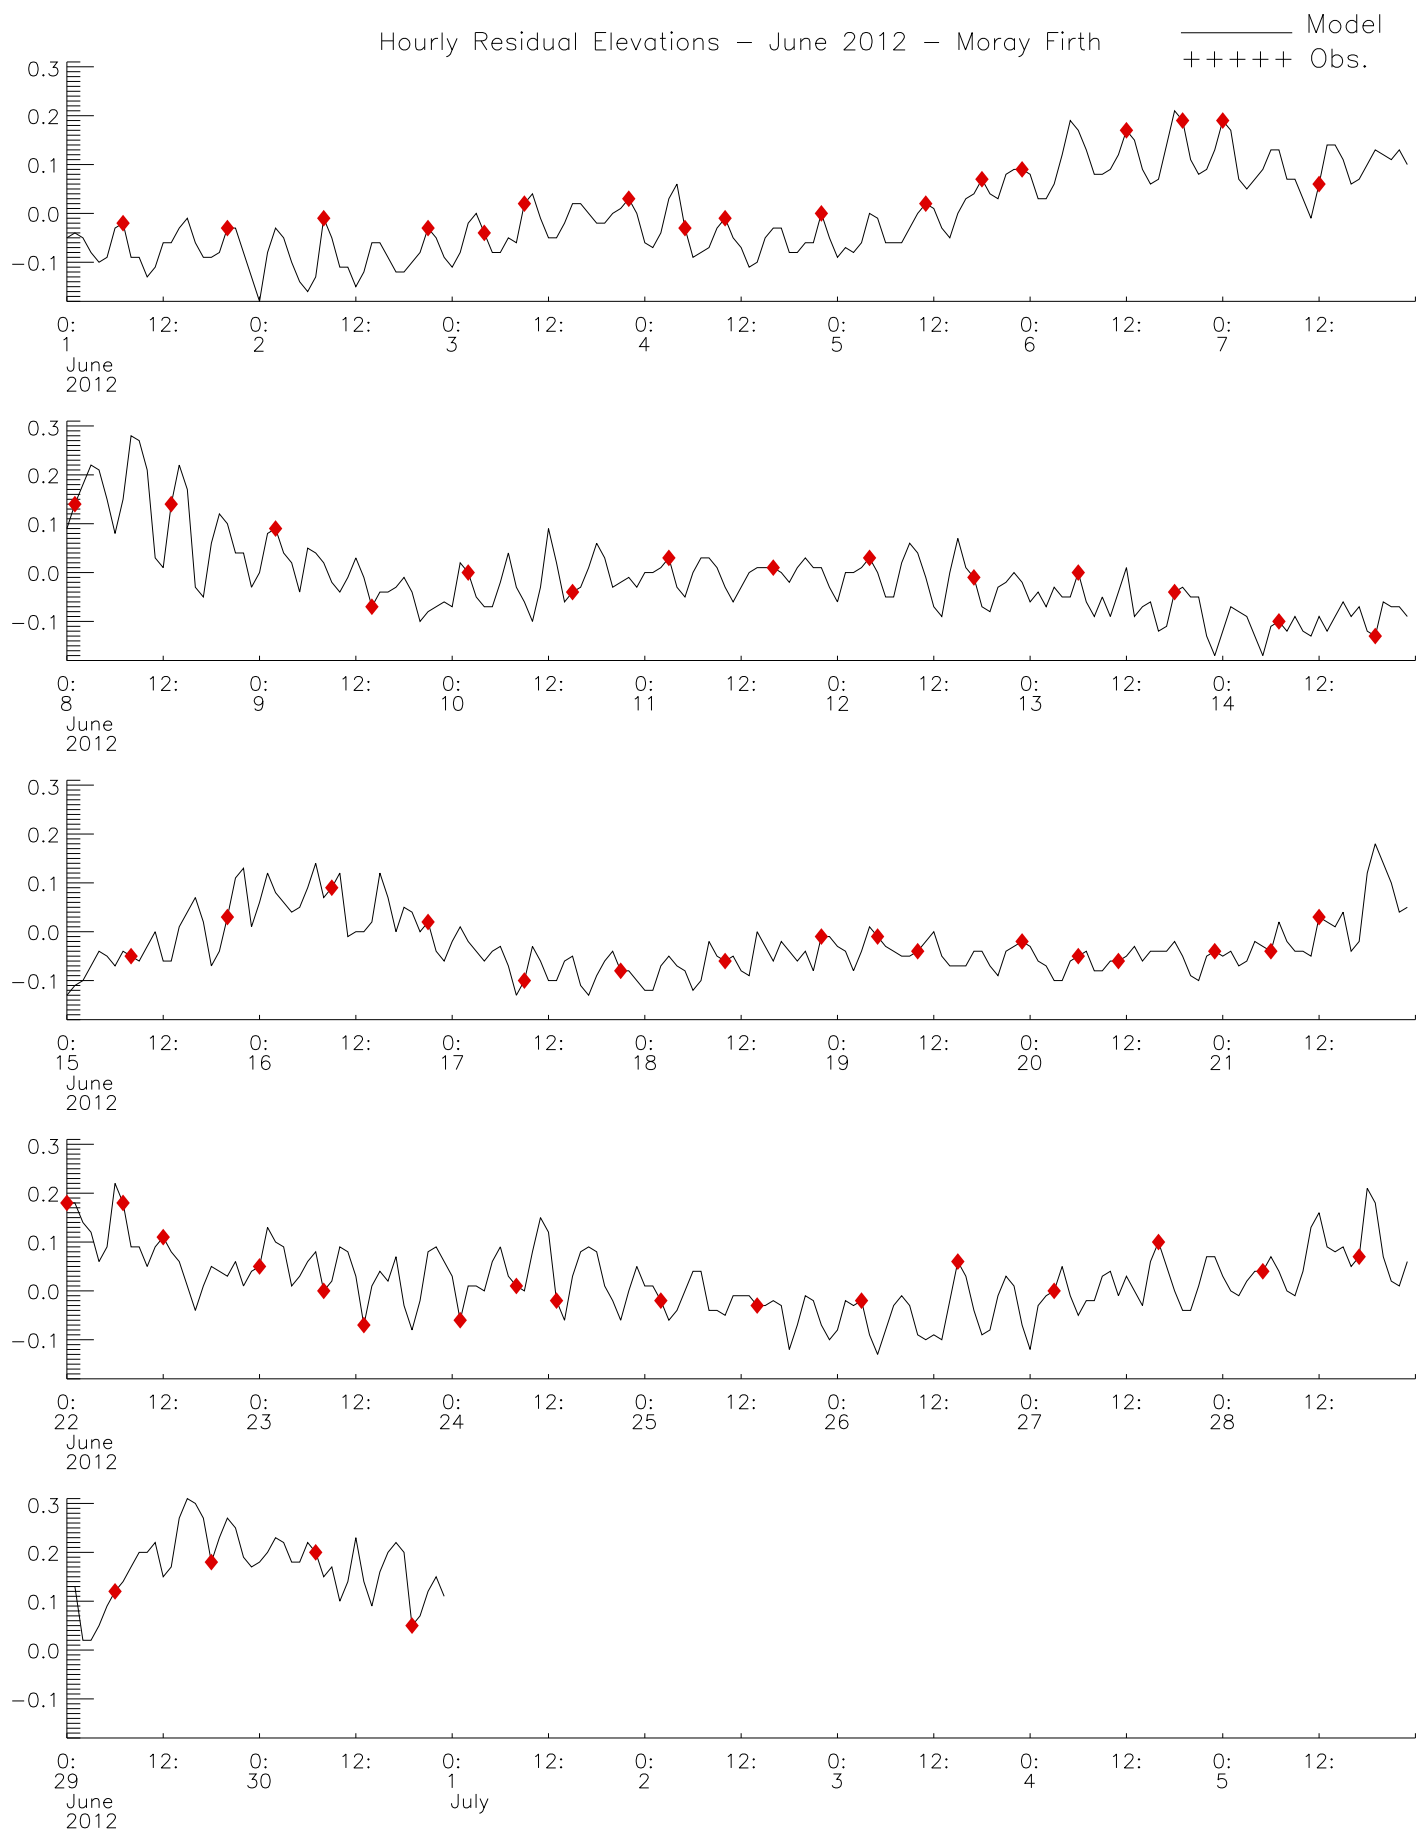 Hourly Residual Elevations - June 2012 - Moray Firth
Model
+++++ Obs.
0.3
0.2
0.1
0.0
-0.1
0: 12: 0: 12: 0: 12: 0: 12: 0: 12: 0: 12: 0: 12:
1 2 3 4 5 6 7
June
2012
0.3
0.2
0.1
0.0
-0.1
0: 12: 0: 12: 0: 12: 0: 12: 0: 12: 0: 12: 0: 12:
8 9 10 11 12 13 14
June
2012
0.3
0.2
0.1
0.0
-0.1
0: 12: 0: 12: 0: 12: 0: 12: 0: 12: 0: 12: 0: 12:
15 16 17 18 19 20 21
June
2012
0.3
0.2
0.1
0.0
-0.1
0: 12: 0: 12: 0: 12: 0: 12: 0: 12: 0: 12: 0: 12:
22 23 24 25 26 27 28
June
2012
0.3
0.2
0.1
0.0
-0.1
0: 12: 0: 12: 0: 12: 0: 12: 0: 12: 0: 12: 0: 12:
29 30 1 2 3 4 5
June July
2012